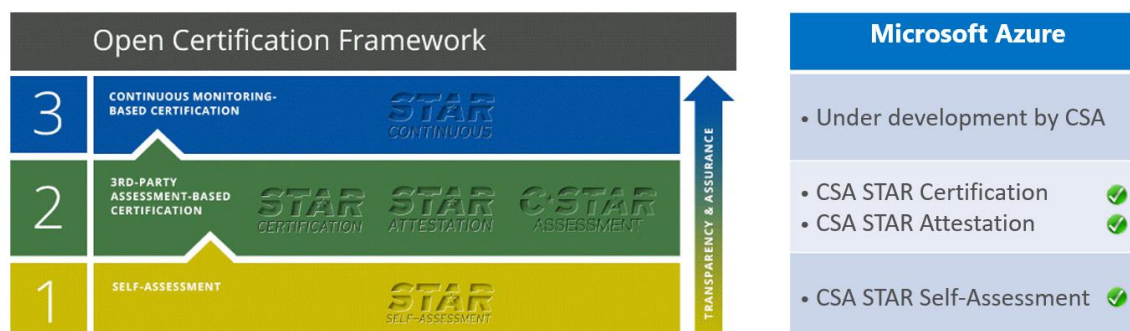 Open Certification Framework
3
CONTINUOUS MONITORING-
BASED CERTIFICATION
STAR
CONTINUOUS
2
3RD-PARTY
ASSESSMENT-BASED
CERTIFICATION
STAR
CERTIFICATION
STAR
ATTESTATION
C★STAR
ASSESSMENT
1
SELF-ASSESSMENT
STAR
SELF-ASSESSMENT
TRANSPARENCY & ASSURANCE
Microsoft Azure
• Under development by CSA
• CSA STAR Certification
• CSA STAR Attestation
• CSA STAR Self-Assessment